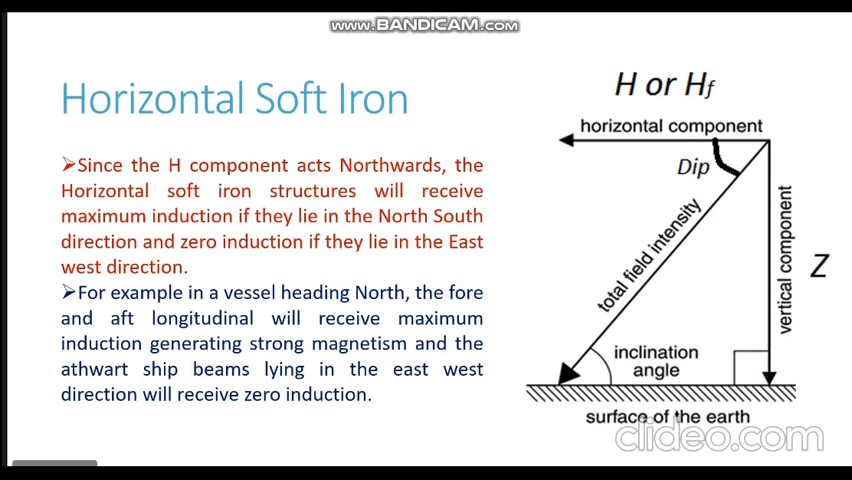 www.BANDICAM.com
Horizontal Soft Iron
➢Since the H component acts Northwards, the
Horizontal soft iron structures will receive
maximum induction if they lie in the North South
direction and zero induction if they lie in the East
west direction.
➢For example in a vessel heading North, the fore
and aft longitudinal will receive maximum
induction generating strong magnetism and the
athwart ship beams lying in the east west
direction will receive zero induction.
H or Hf
horizontal component
Dip
total field intensity
vertical component
Z
inclination
angle
surface of the earth
clideo.com